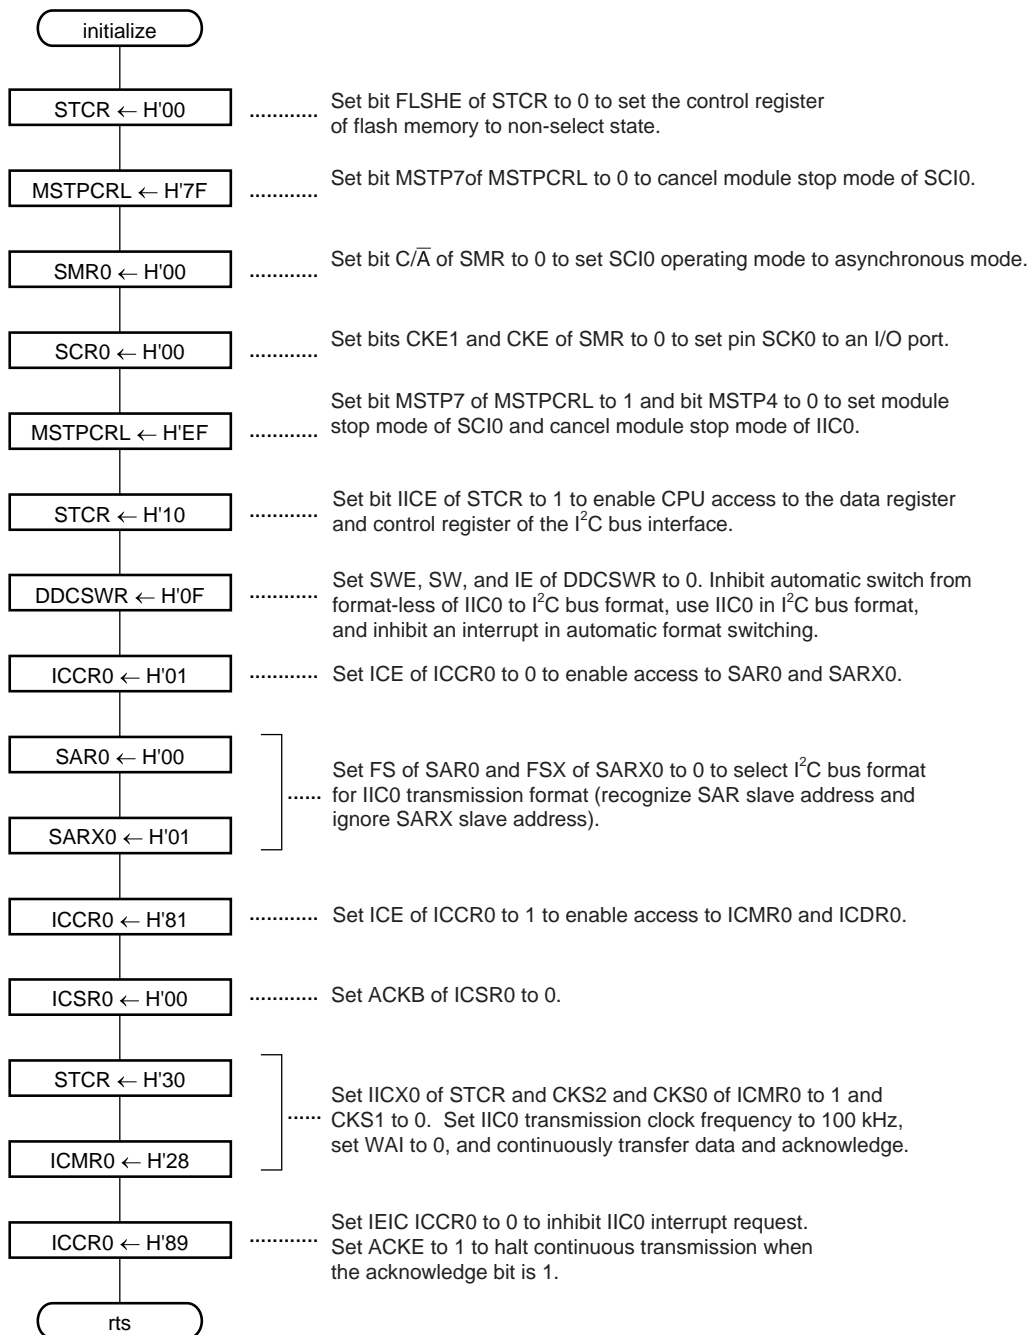 initialize
STCR ← H'00
Set bit FLSHE of STCR to 0 to set the control register
of flash memory to non-select state.
MSTPCRL ← H'7F
Set bit MSTP7of MSTPCRL to 0 to cancel module stop mode of SCI0.
SMR0 ← H'00
Set bit C/A̅ of SMR to 0 to set SCI0 operating mode to asynchronous mode.
SCR0 ← H'00
Set bits CKE1 and CKE of SMR to 0 to set pin SCK0 to an I/O port.
MSTPCRL ← H'EF
Set bit MSTP7 of MSTPCRL to 1 and bit MSTP4 to 0 to set module
stop mode of SCI0 and cancel module stop mode of IIC0.
STCR ← H'10
Set bit IICE of STCR to 1 to enable CPU access to the data register
and control register of the I²C bus interface.
DDCSWR ← H'0F
Set SWE, SW, and IE of DDCSWR to 0. Inhibit automatic switch from
format-less of IIC0 to I²C bus format, use IIC0 in I²C bus format,
and inhibit an interrupt in automatic format switching.
ICCR0 ← H'01
Set ICE of ICCR0 to 0 to enable access to SAR0 and SARX0.
SAR0 ← H'00
SARX0 ← H'01
Set FS of SAR0 and FSX of SARX0 to 0 to select I²C bus format
for IIC0 transmission format (recognize SAR slave address and
ignore SARX slave address).
ICCR0 ← H'81
Set ICE of ICCR0 to 1 to enable access to ICMR0 and ICDR0.
ICSR0 ← H'00
Set ACKB of ICSR0 to 0.
STCR ← H'30
ICMR0 ← H'28
Set IICX0 of STCR and CKS2 and CKS0 of ICMR0 to 1 and
CKS1 to 0. Set IIC0 transmission clock frequency to 100 kHz,
set WAI to 0, and continuously transfer data and acknowledge.
ICCR0 ← H'89
Set IEIC ICCR0 to 0 to inhibit IIC0 interrupt request.
Set ACKE to 1 to halt continuous transmission when
the acknowledge bit is 1.
rts